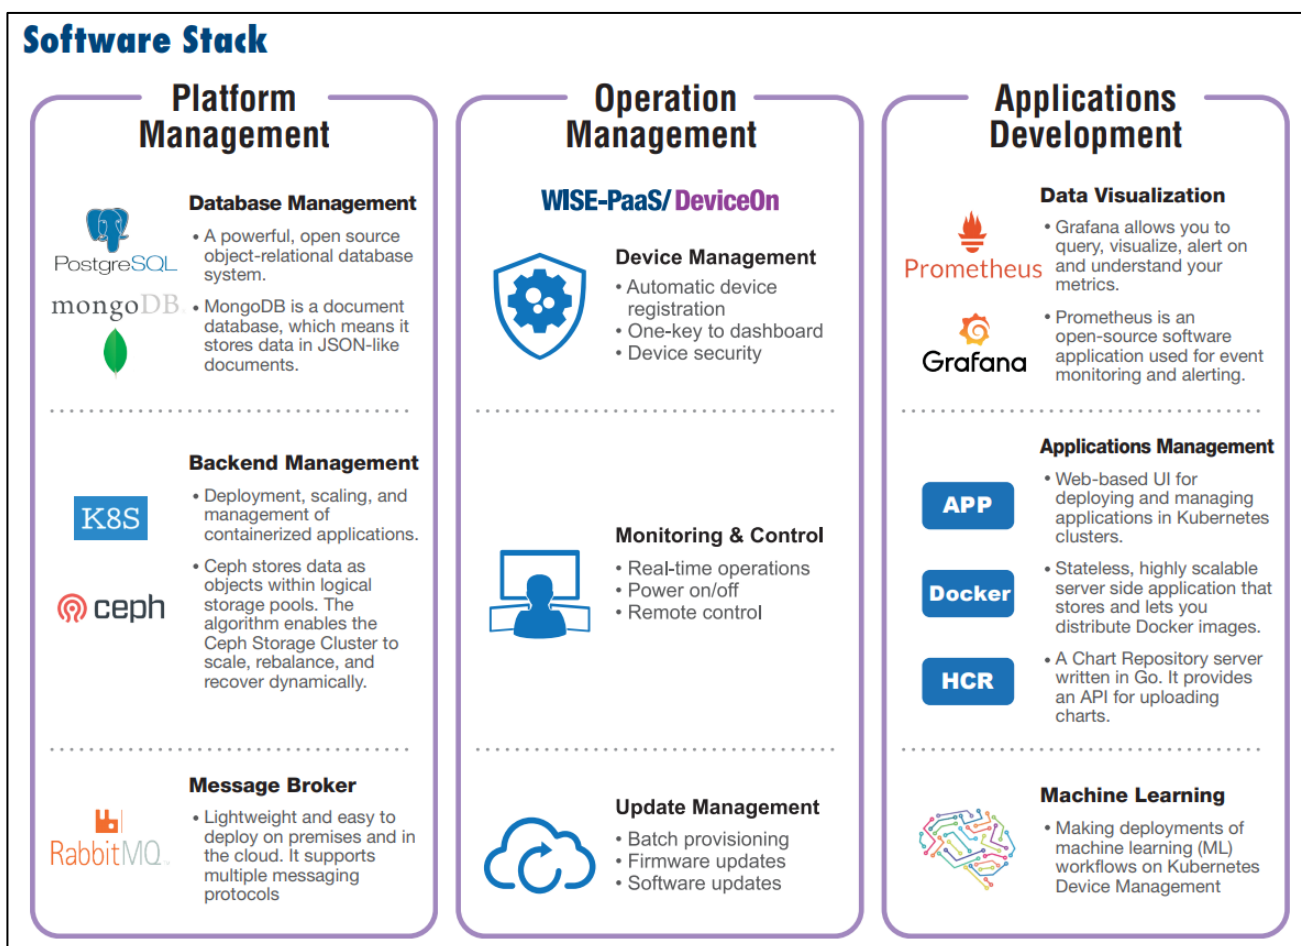 Software Stack
Platform
Management
Database Management
PostgreSQL
mongoDB
• A powerful, open source
object-relational database
system.
• MongoDB is a document
database, which means it
stores data in JSON-like
documents.
Backend Management
K8S
ceph
• Deployment, scaling, and
management of
containerized applications.
• Ceph stores data as
objects within logical
storage pools. The
algorithm enables the
Ceph Storage Cluster to
scale, rebalance, and
recover dynamically.
Message Broker
RabbitMQ
• Lightweight and easy to
deploy on premises and in
the cloud. It supports
multiple messaging
protocols
Operation
Management
WISE-PaaS/DeviceOn
Device Management
• Automatic device
registration
• One-key to dashboard
• Device security
Monitoring & Control
• Real-time operations
• Power on/off
• Remote control
Update Management
• Batch provisioning
• Firmware updates
• Software updates
Applications
Development
Data Visualization
Prometheus
Grafana
• Grafana allows you to
query, visualize, alert on
and understand your
metrics.
• Prometheus is an
open-source software
application used for event
monitoring and alerting.
Applications Management
APP
Docker
HCR
• Web-based UI for
deploying and managing
applications in Kubernetes
clusters.
• Stateless, highly scalable
server side application that
stores and lets you
distribute Docker images.
• A Chart Repository server
written in Go. It provides
an API for uploading
charts.
Machine Learning
• Making deployments of
machine learning (ML)
workflows on Kubernetes
Device Management